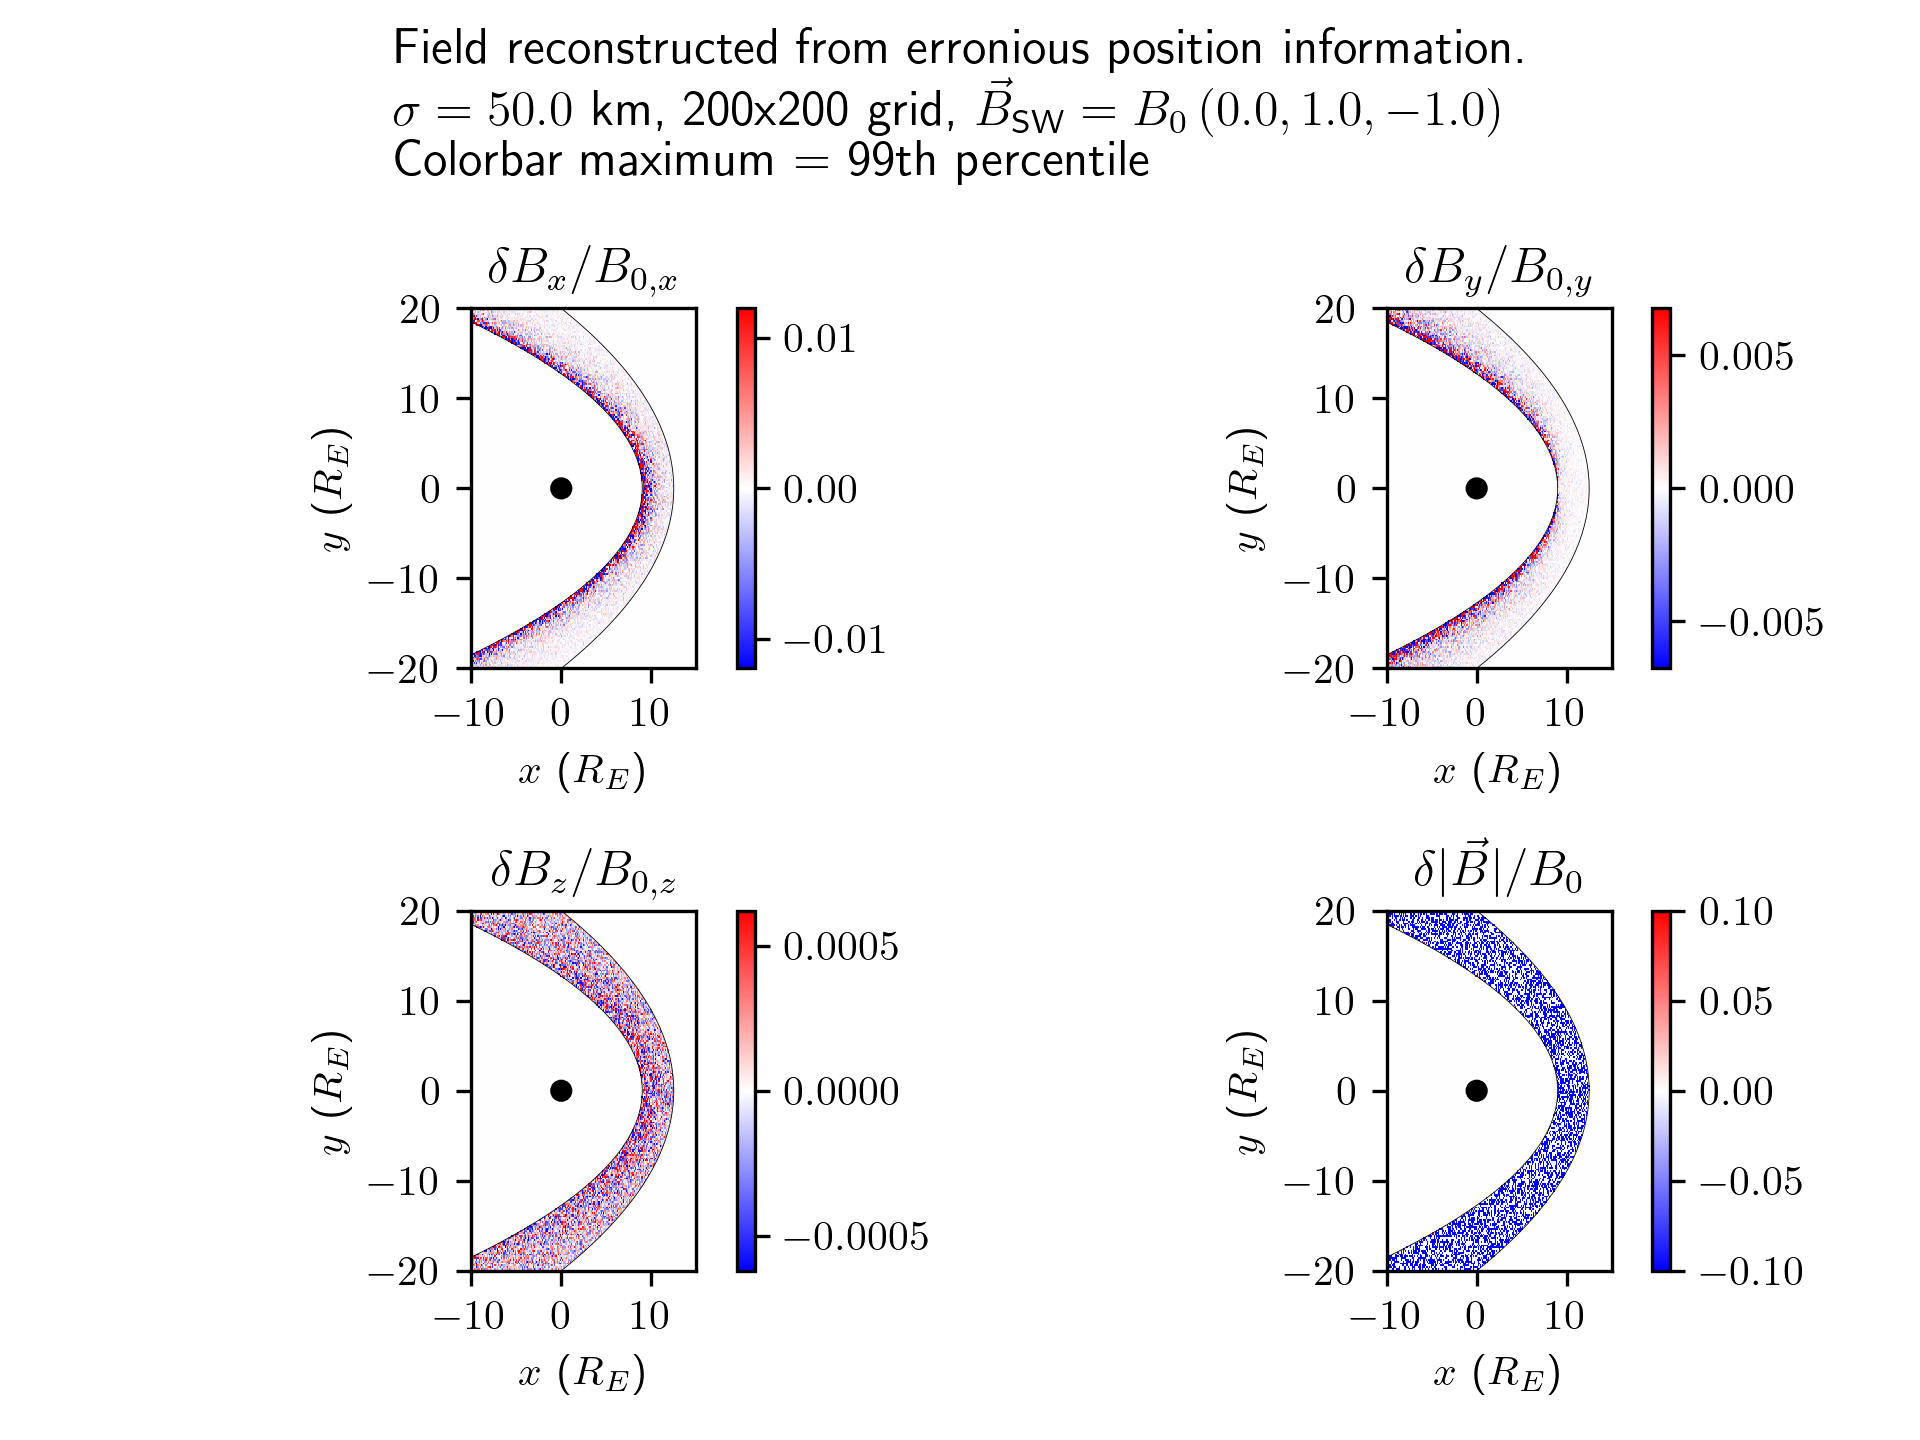 Field reconstructed from erronious position information.
σ = 50.0 km, 200x200 grid, B⃗_SW = B₀ (0.0, 1.0, −1.0)
Colorbar maximum = 99th percentile
δB_x/B_{0,x}
20
10
0
−10
−20
y (R_E)
−10 0 10
x (R_E)
0.01
0.00
−0.01
δB_y/B_{0,y}
20
10
0
−10
−20
y (R_E)
−10 0 10
x (R_E)
0.005
0.000
−0.005
δB_z/B_{0,z}
20
10
0
−10
−20
y (R_E)
−10 0 10
x (R_E)
0.0005
0.0000
−0.0005
δ|B⃗|/B₀
20
10
0
−10
−20
y (R_E)
−10 0 10
x (R_E)
0.10
0.05
0.00
−0.05
−0.10